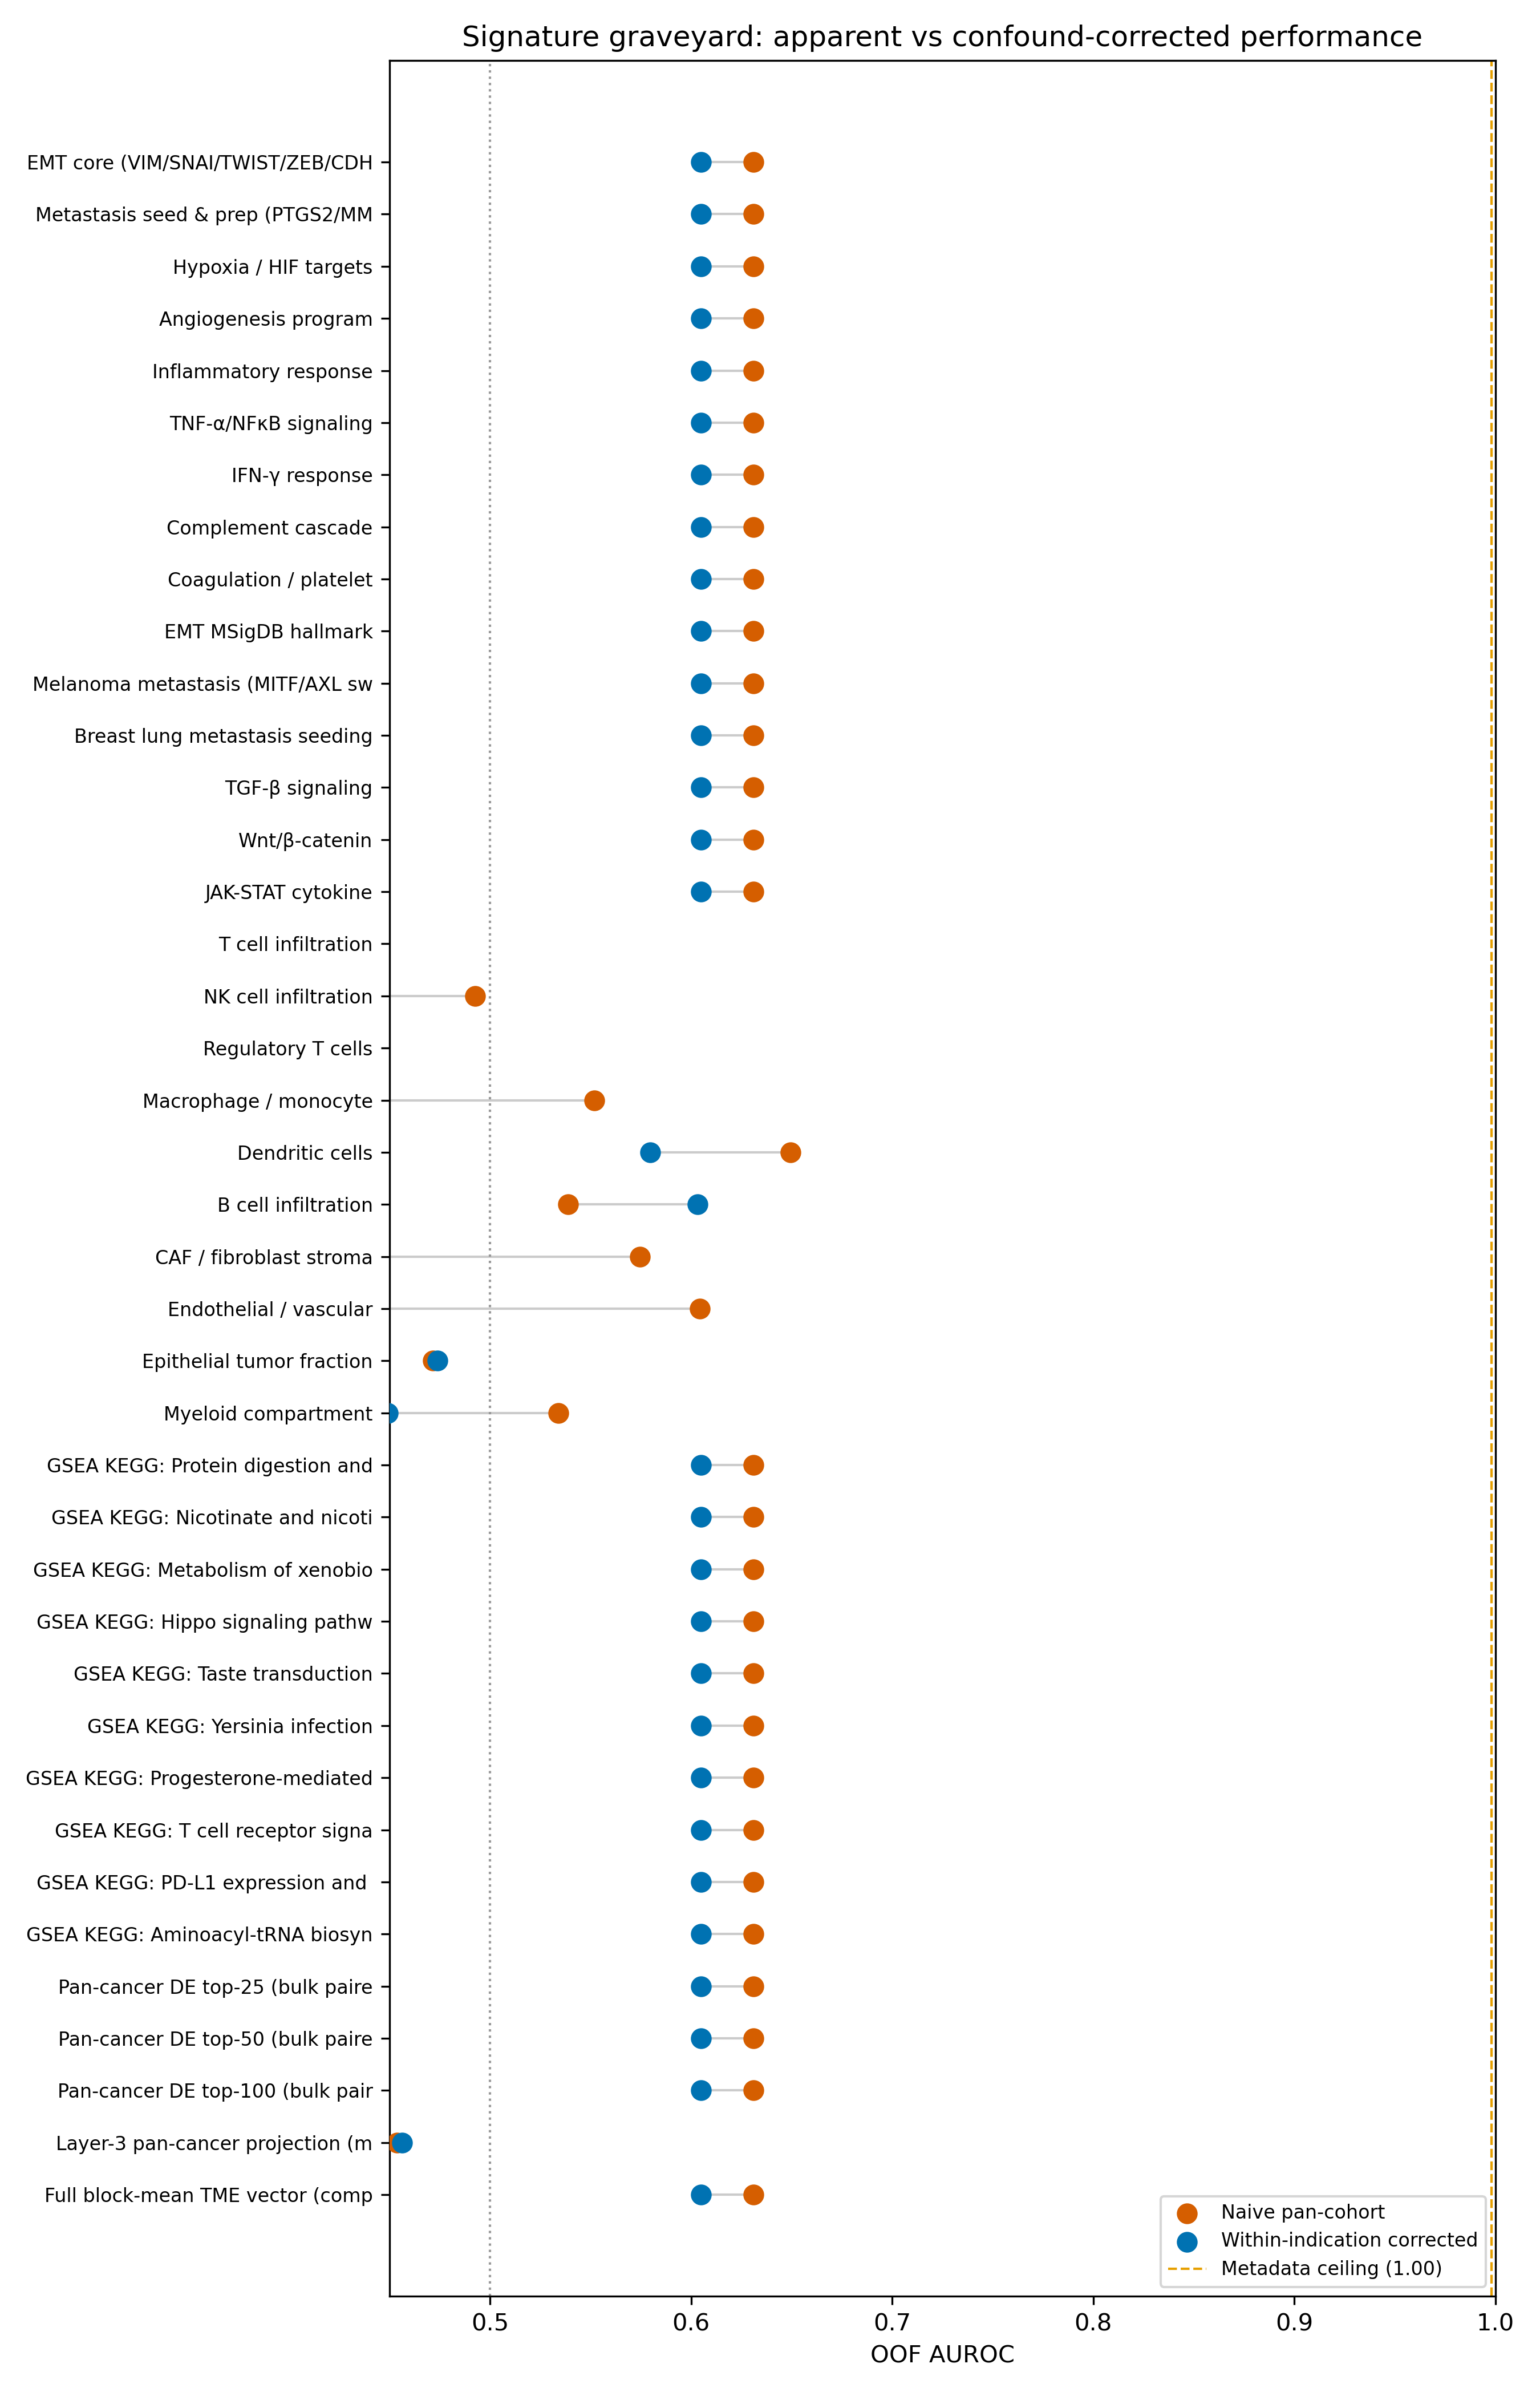 Signature graveyard: apparent vs confound-corrected performance
EMT core (VIM/SNAI/TWIST/ZEB/CDH
Metastasis seed & prep (PTGS2/MM
Hypoxia / HIF targets
Angiogenesis program
Inflammatory response
TNF-α/NFκB signaling
IFN-γ response
Complement cascade
Coagulation / platelet
EMT MSigDB hallmark
Melanoma metastasis (MITF/AXL sw
Breast lung metastasis seeding
TGF-β signaling
Wnt/β-catenin
JAK-STAT cytokine
T cell infiltration
NK cell infiltration
Regulatory T cells
Macrophage / monocyte
Dendritic cells
B cell infiltration
CAF / fibroblast stroma
Endothelial / vascular
Epithelial tumor fraction
Myeloid compartment
GSEA KEGG: Protein digestion and
GSEA KEGG: Nicotinate and nicoti
GSEA KEGG: Metabolism of xenobio
GSEA KEGG: Hippo signaling pathw
GSEA KEGG: Taste transduction
GSEA KEGG: Yersinia infection
GSEA KEGG: Progesterone-mediated
GSEA KEGG: T cell receptor signa
GSEA KEGG: PD-L1 expression and
GSEA KEGG: Aminoacyl-tRNA biosyn
Pan-cancer DE top-25 (bulk paire
Pan-cancer DE top-50 (bulk paire
Pan-cancer DE top-100 (bulk pair
Layer-3 pan-cancer projection (m
Full block-mean TME vector (comp
Naive pan-cohort
Within-indication corrected
Metadata ceiling (1.00)
0.5 0.6 0.7 0.8 0.9 1.0
OOF AUROC